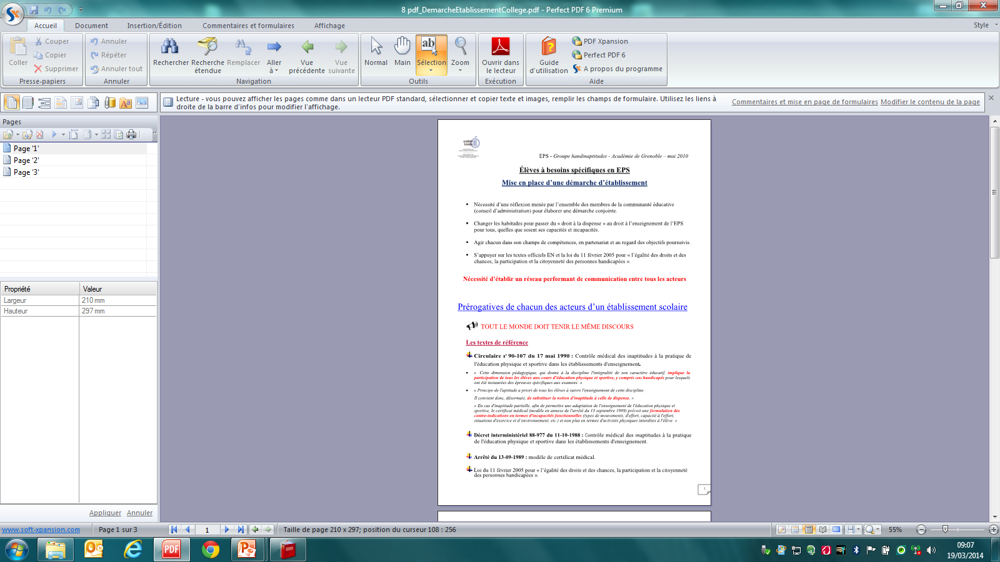 8 pdf_DemarcheEtablissementCollege.pdf - Perfect PDF 6 Premium
Accueil Document Insertion/Édition Commentaires et formulaires Affichage Style
Coller Couper Copier Supprimer
Presse-papiers
Annuler Répéter Annuler tout
Annuler
Rechercher Recherche étendue Remplacer Aller à Vue précédente Vue suivante
Navigation
Normal Main Sélection Zoom
Outils
Ouvrir dans le lecteur
Exécution
Guide d'utilisation PDF Xpansion Perfect PDF 6 A propos du programme
Aide
Lecture - vous pouvez afficher les pages comme dans un lecteur PDF standard, sélectionner et copier texte et images, remplir les champs de formulaire. Utilisez les liens à
droite de la barre d'infos pour modifier l'affichage.
Commentaires et mise en page de formulaires Modifier le contenu de la page
Pages
Page '1'
Page '2'
Page '3'
Propriété Valeur
Largeur 210 mm
Hauteur 297 mm
Appliquer Annuler
EPS - Groupe handinaptitudes - Académie de Grenoble – mai 2010
Élèves à besoins spécifiques en EPS
Mise en place d’une démarche d’établissement
Nécessité d’une réflexion menée par l’ensemble des membres de la communauté éducative
(conseil d’administration) pour élaborer une démarche conjointe.
Changer les habitudes pour passer du « droit à la dispense » au droit à l’enseignement de l’EPS
pour tous, quelles que soient ses capacités et incapacités.
Agir chacun dans son champs de compétences, en partenariat et au regard des objectifs poursuivis.
S’appuyer sur les textes officiels EN et la loi du 11 février 2005 pour « l’égalité des droits et des
chances, la participation et la citoyenneté des personnes handicapées ».
Nécessité d’établir un réseau performant de communication entre tous les acteurs
Prérogatives de chacun des acteurs d’un établissement scolaire
TOUT LE MONDE DOIT TENIR LE MÊME DISCOURS
Les textes de référence
Circulaire n° 90-107 du 17 mai 1990 : Contrôle médical des inaptitudes à la pratique de
l'éducation physique et sportive dans les établissements d'enseignement.
« Cette dimension pédagogique, qui donne à la discipline l'intégralité de son caractère éducatif, implique la
participation de tous les élèves aux cours d'éducation physique et sportive, y compris aux handicapés pour lesquels
ont été instaurées des épreuves spécifiques aux examens. »
« Principe de l'aptitude a priori de tous les élèves à suivre l'enseignement de cette discipline.
Il convient donc, désormais, de substituer la notion d'inaptitude à celle de dispense. »
« En cas d'inaptitude partielle, afin de permettre une adaptation de l'enseignement de l'éducation physique et
sportive, le certificat médical (modèle en annexe de l'arrêté du 13 septembre 1989) prévoit une formulation des
contre-indications en termes d'incapacités fonctionnelles (types de mouvements, d'effort, capacité à l'effort,
situations d'exercice et d'environnement, etc.) et non plus en termes d'activités physiques interdites à l'élève. »
Décret interministériel 88-977 du 11-10-1988 : Contrôle médical des inaptitudes à la pratique
de l'éducation physique et sportive dans les établissements d'enseignement.
Arrêté du 13-09-1989 : modèle de certificat médical.
Loi du 11 février 2005 pour « l’égalité des droits et des chances, la participation et la citoyenneté
des personnes handicapées ».
1
www.soft-xpansion.com Page 1 sur 3 1 Taille de page 210 x 297; position du curseur 108 : 256 55%
09:07
19/03/2014